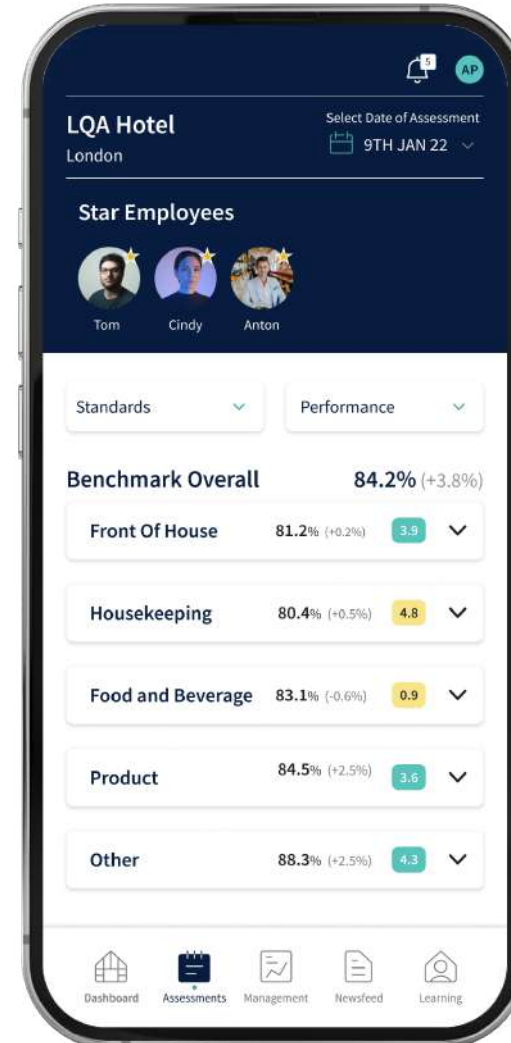 5
AP
LQA Hotel
London
Select Date of Assessment
9TH JAN 22
Star Employees
Tom
Cindy
Anton
Standards
Performance
Benchmark Overall 84.2% (+3.8%)
Front Of House 81.2% (+0.2%) 3.9
Housekeeping 80.4% (+0.5%) 4.8
Food and Beverage 83.1% (-0.6%) 0.9
Product 84.5% (+2.5%) 3.6
Other 88.3% (+2.5%) 4.3
Dashboard
Assessments
Management
Newsfeed
Learning